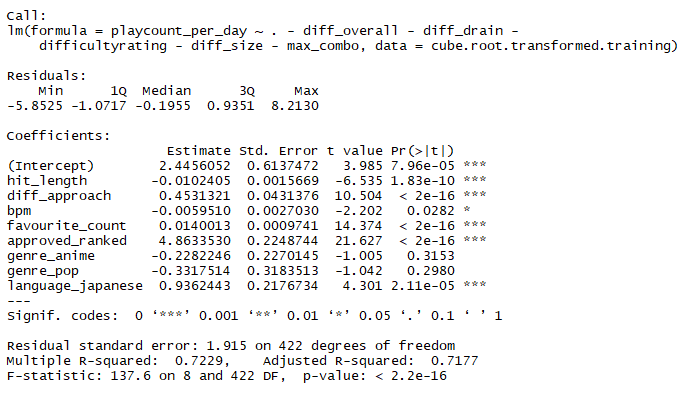 Call:
lm(formula = playcount_per_day ~ . - diff_overall - diff_drain -
    difficultyrating - diff_size - max_combo, data = cube.root.transformed.training)

Residuals:
    Min      1Q  Median      3Q     Max
-5.8525 -1.0717 -0.1955  0.9351  8.2130

Coefficients:
                    Estimate Std. Error t value Pr(>|t|)
(Intercept)        2.4456052  0.6137472   3.985 7.96e-05 ***
hit_length        -0.0102405  0.0015669  -6.535 1.83e-10 ***
diff_approach      0.4531321  0.0431376  10.504  < 2e-16 ***
bpm               -0.0059510  0.0027030  -2.202   0.0282 *
favourite_count    0.0140013  0.0009741  14.374  < 2e-16 ***
approved_ranked    4.8633530  0.2248744  21.627  < 2e-16 ***
genre_anime       -0.2282246  0.2270145  -1.005   0.3153
genre_pop         -0.3317514  0.3183513  -1.042   0.2980
language_japanese  0.9362443  0.2176734   4.301 2.11e-05 ***
---
Signif. codes:  0 ‘***’ 0.001 ‘**’ 0.01 ‘*’ 0.05 ‘.’ 0.1 ‘ ’ 1

Residual standard error: 1.915 on 422 degrees of freedom
Multiple R-squared:  0.7229,    Adjusted R-squared:  0.7177
F-statistic: 137.6 on 8 and 422 DF,  p-value: < 2.2e-16